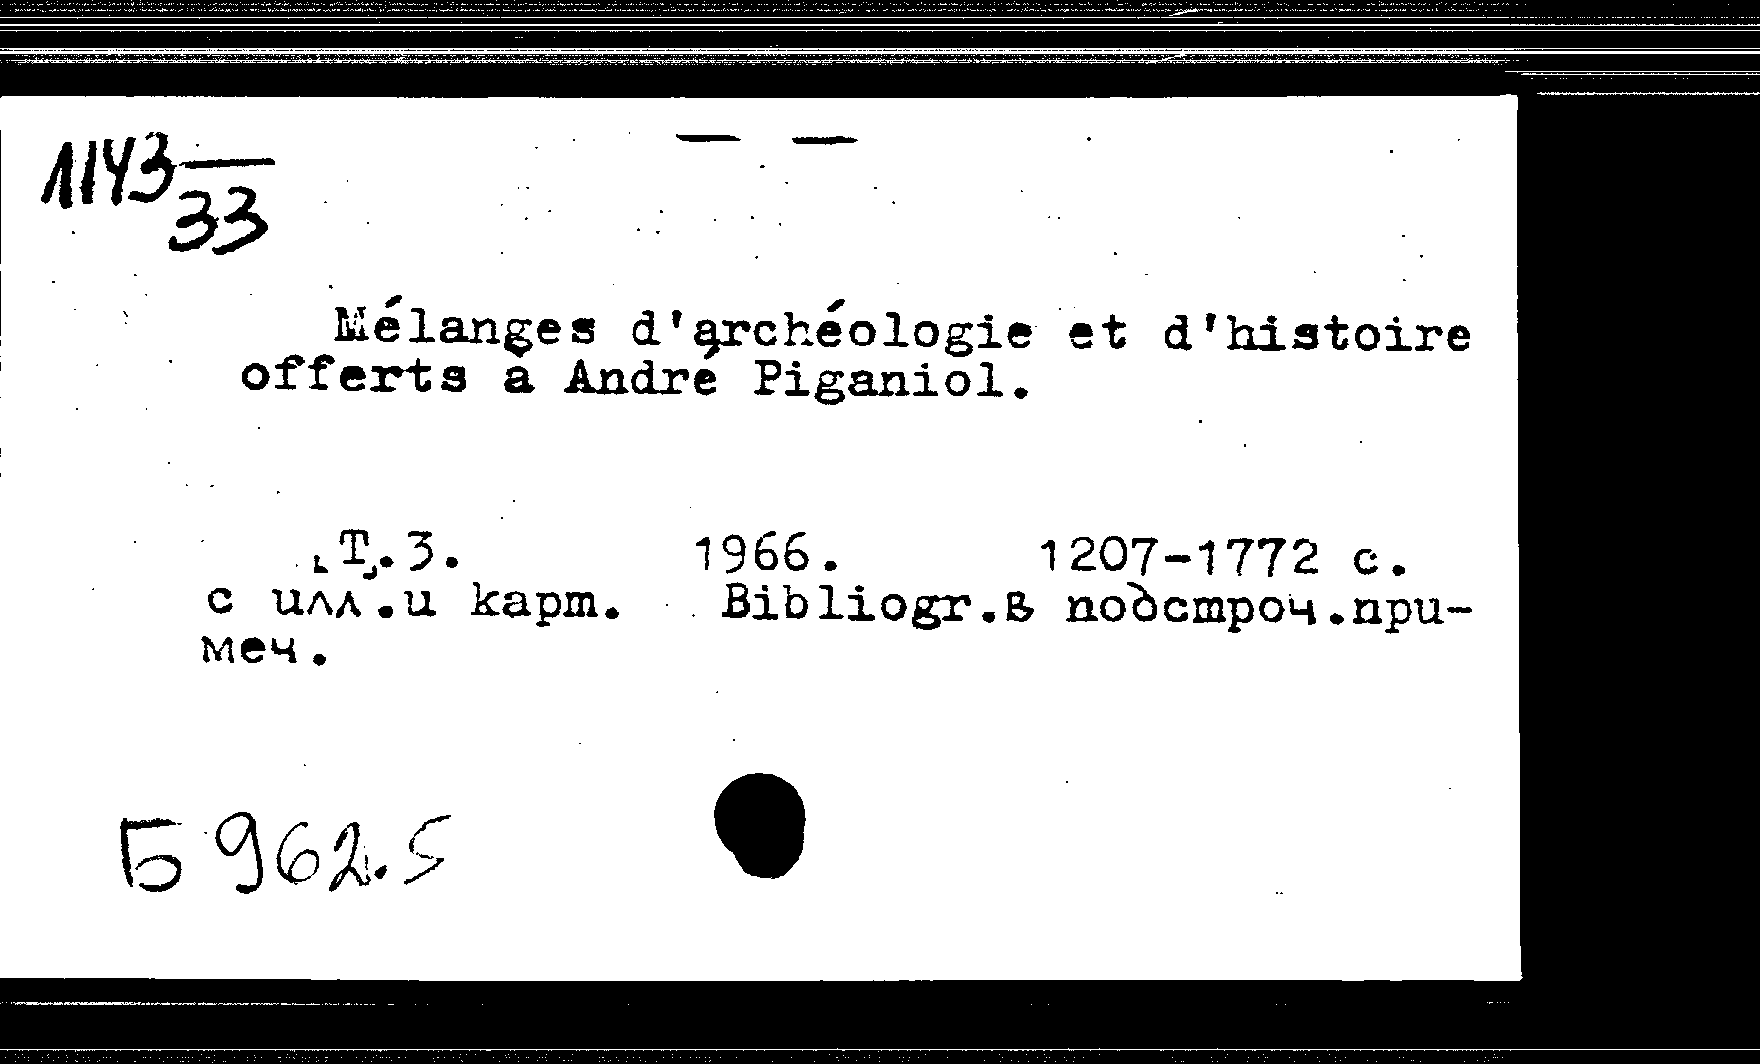 1143
33
Mélanges d'archéologie et d'histoire
offerts à André Piganiol.
[Т].3. 1966. 1207-1772 с.
с илл.и карт. Bibliogr.в подстроч.при-
меч.
Б 962.5